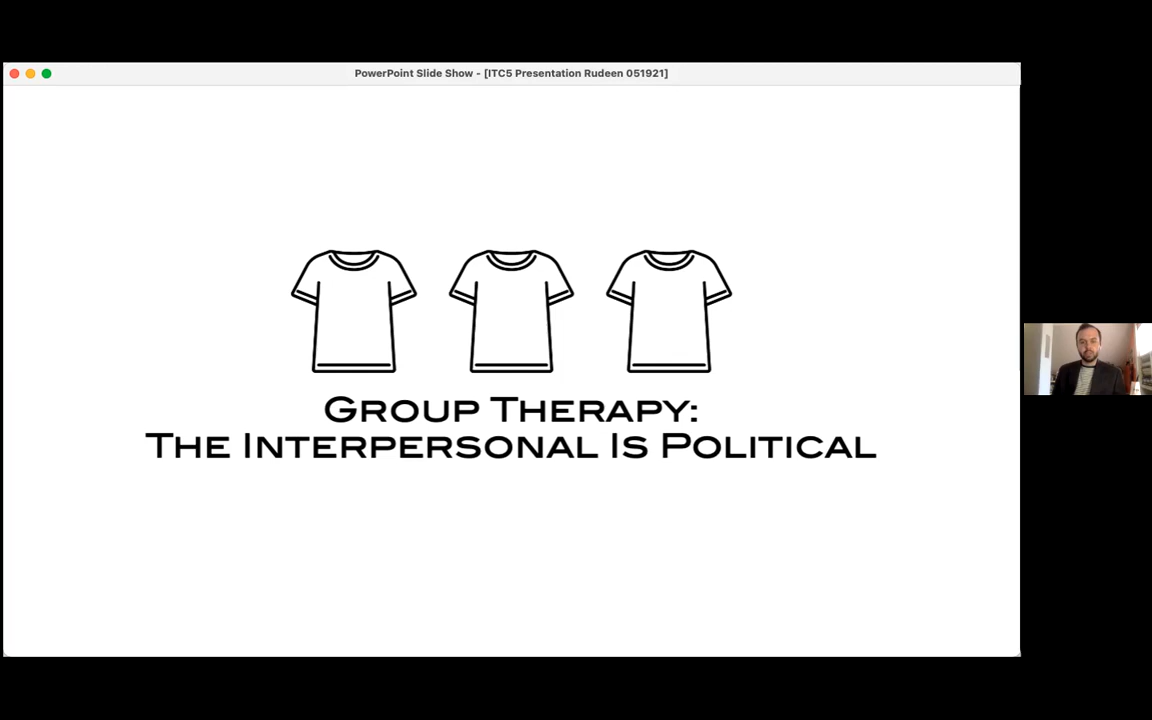 PowerPoint Slide Show - [ITC5 Presentation Rudeen 051921]
GROUP THERAPY:
THE INTERPERSONAL IS POLITICAL